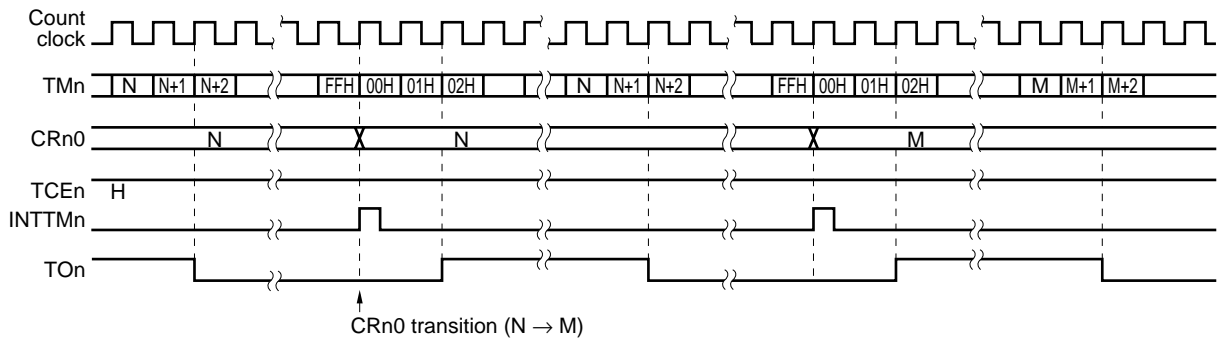 Count
clock
TMn N N+1 N+2 FFH 00H 01H 02H N N+1 N+2 FFH 00H 01H 02H M M+1 M+2
CRn0 N N M
TCEn H
INTTMn
TOn
CRn0 transition (N → M)